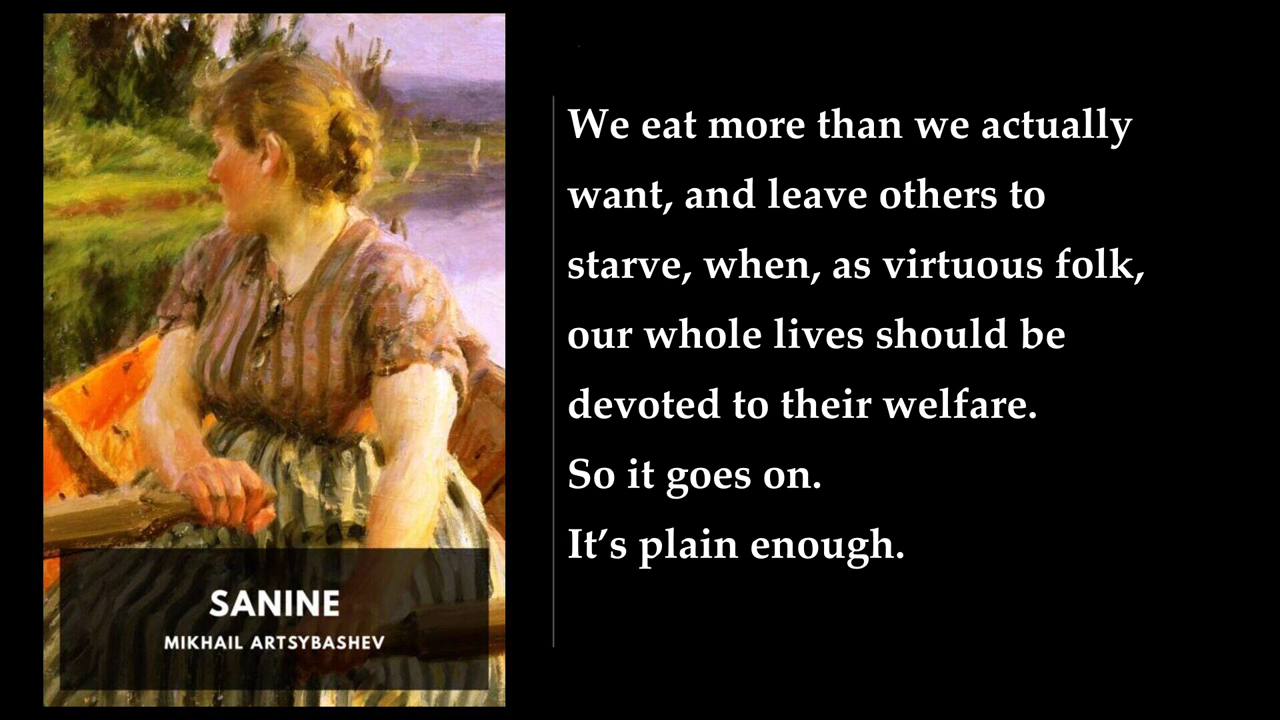 SANINE
MIKHAIL ARTSYBASHEV
We eat more than we actually
want, and leave others to
starve, when, as virtuous folk,
our whole lives should be
devoted to their welfare.
So it goes on.
It’s plain enough.